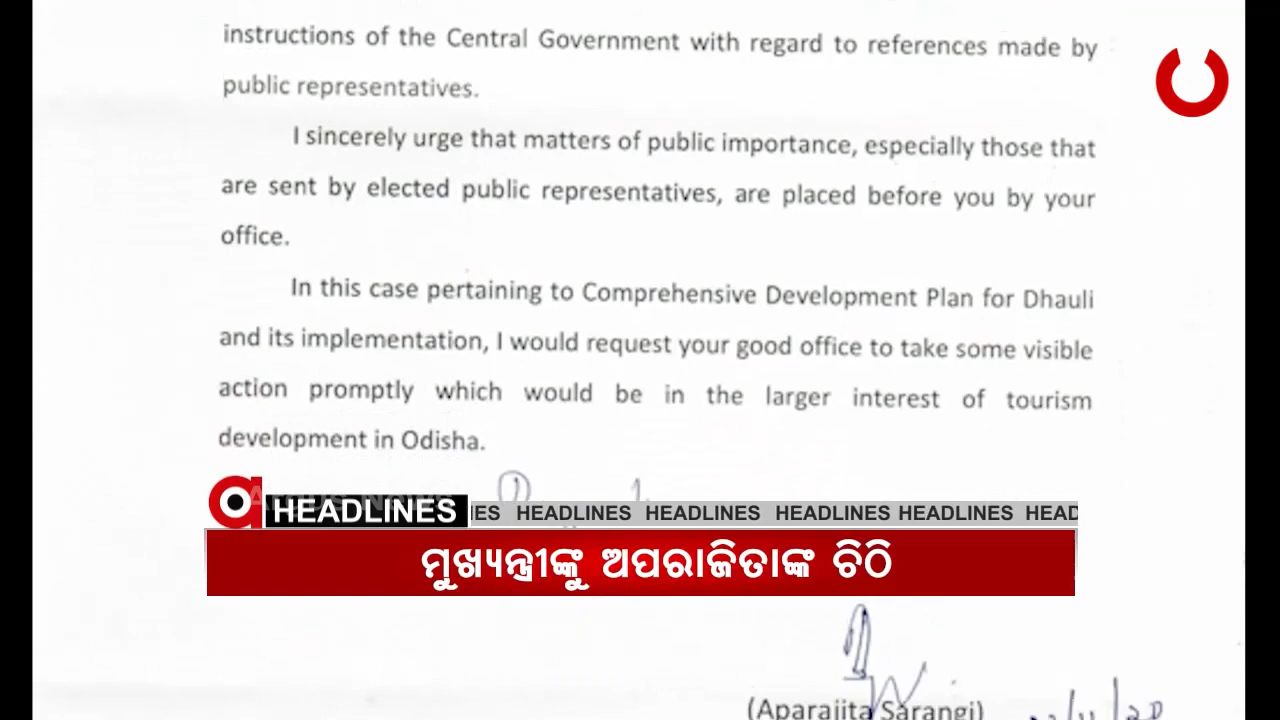 instructions of the Central Government with regard to references made by
public representatives.
I sincerely urge that matters of public importance, especially those that
are sent by elected public representatives, are placed before you by your
office.
In this case pertaining to Comprehensive Development Plan for Dhauli
and its implementation, I would request your good office to take some visible
action promptly which would be in the larger interest of tourism
development in Odisha.
HEADLINES HEADLINES HEADLINES HEADLINES HEADLINES
ମୁଖ୍ୟନ୍ତ୍ରୀଙ୍କୁ ଅପରାଜିତାଙ୍କ ଚିଠି
(Aparajita Sarangi)